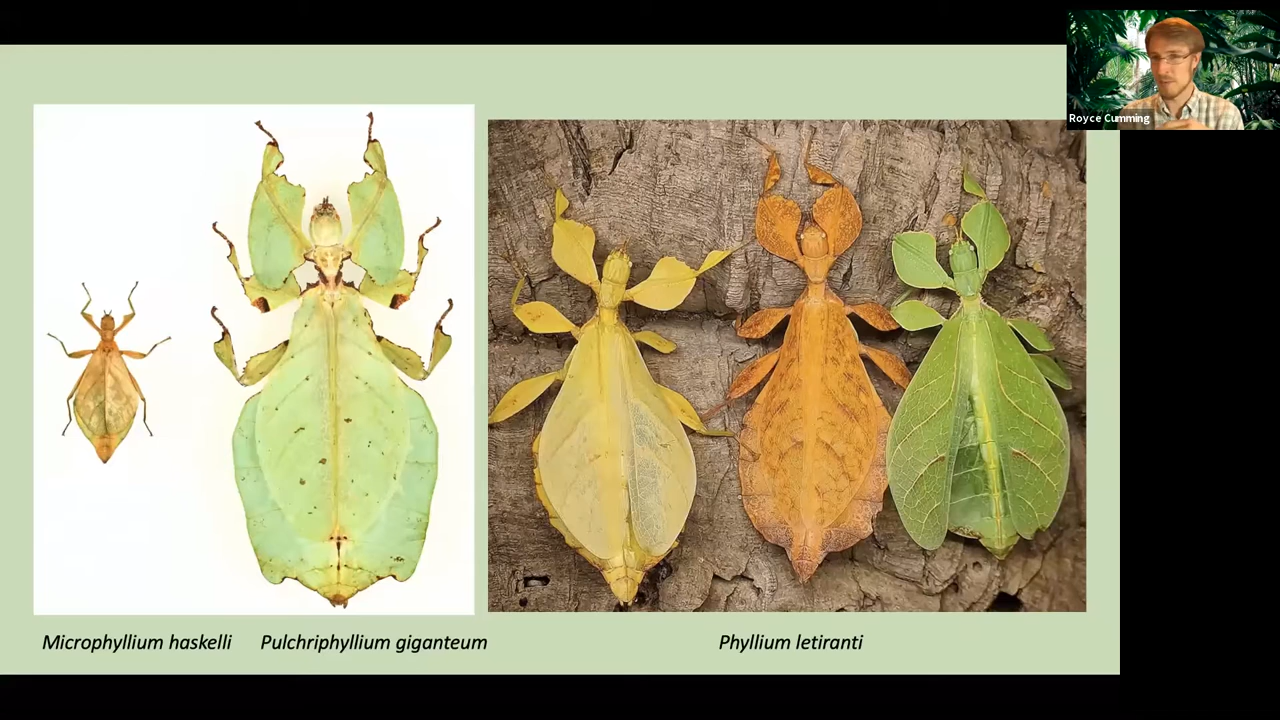 Royce Cumming
Microphyllium haskelli
Pulchriphyllium giganteum
Phyllium letiranti